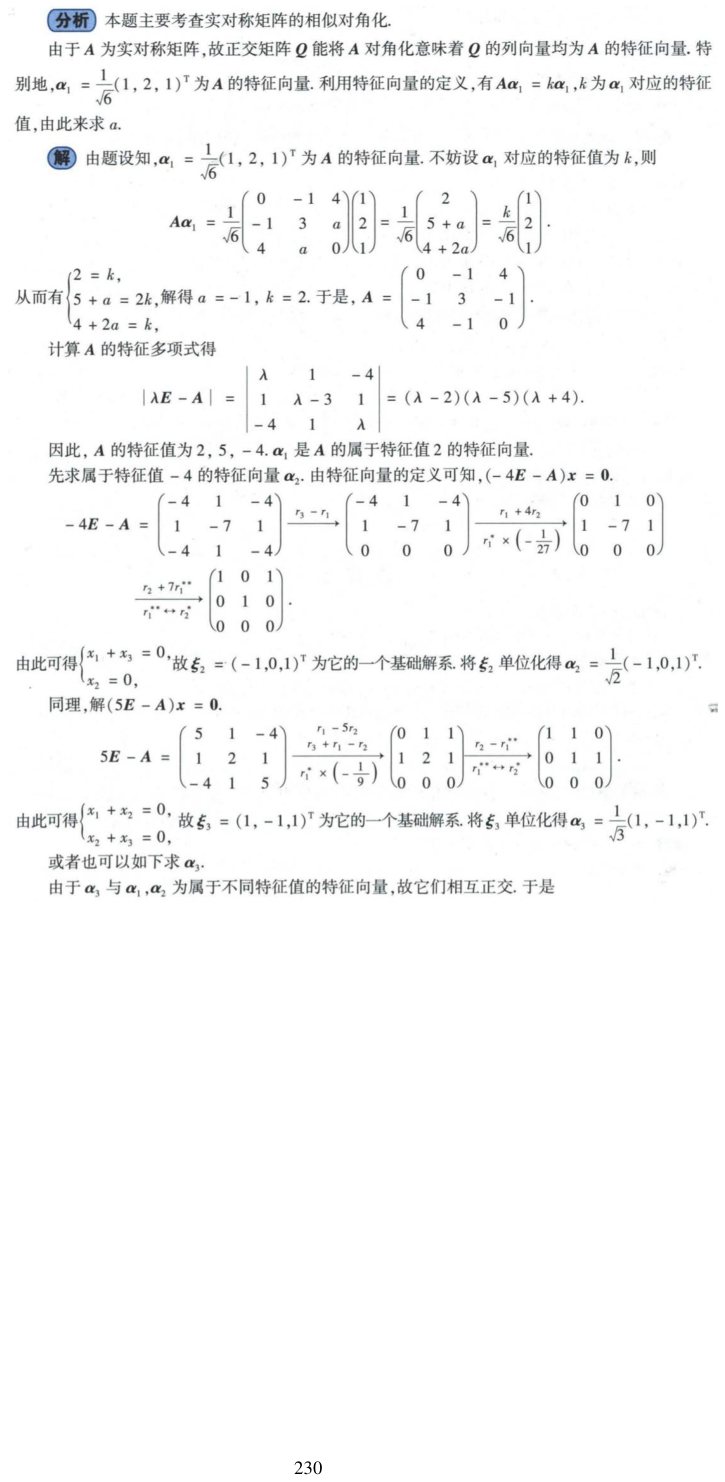 分析 本题主要考查实对称矩阵的相似对角化.
由于 A 为实对称矩阵,故正交矩阵 Q 能将 A 对角化意味着 Q 的列向量均为 A 的特征向量. 特
别地,α₁ = 1/√6 (1, 2, 1)ᵀ 为 A 的特征向量. 利用特征向量的定义,有 Aα₁ = kα₁ ,k 为 α₁ 对应的特征
值,由此来求 a.
解 由题设知,α₁ = 1/√6 (1, 2, 1)ᵀ 为 A 的特征向量. 不妨设 α₁ 对应的特征值为 k,则
Aα₁ = 1/√6 (0 -1 4; -1 3 a; 4 a 0)(1; 2; 1) = 1/√6 (2; 5 + a; 4 + 2a) = k/√6 (1; 2; 1) .
从而有 {2 = k, 5 + a = 2k, 4 + 2a = k, 解得 a = -1, k = 2. 于是, A = (0 -1 4; -1 3 -1; 4 -1 0) .
计算 A 的特征多项式得
|λE - A| = |λ 1 -4; 1 λ-3 1; -4 1 λ| = (λ - 2)(λ - 5)(λ + 4).
因此, A 的特征值为 2, 5, -4. α₁ 是 A 的属于特征值 2 的特征向量.
先求属于特征值 -4 的特征向量 α₂. 由特征向量的定义可知,(-4E - A)x = 0.
-4E - A = (-4 1 -4; 1 -7 1; -4 1 -4) r₃ - r₁ → (-4 1 -4; 1 -7 1; 0 0 0) r₁ + 4r₂ r₁* × (-1/27) → (0 1 0; 1 -7 1; 0 0 0)
r₂ + 7r₁** r₁** ↔ r₂* → (1 0 1; 0 1 0; 0 0 0) .
由此可得 {x₁ + x₃ = 0, x₂ = 0, 故 ξ₂ = (-1,0,1)ᵀ 为它的一个基础解系. 将 ξ₂ 单位化得 α₂ = 1/√2 (-1,0,1)ᵀ.
同理,解(5E - A)x = 0.
5E - A = (5 1 -4; 1 2 1; -4 1 5) r₁ - 5r₂ r₃ + r₁ - r₂ r₁* × (-1/9) → (0 1 1; 1 2 1; 0 0 0) r₂ - r₁** r₁** ↔ r₂* → (1 1 0; 0 1 1; 0 0 0) .
由此可得 {x₁ + x₂ = 0, x₂ + x₃ = 0, 故 ξ₃ = (1, -1,1)ᵀ 为它的一个基础解系. 将 ξ₃ 单位化得 α₃ = 1/√3 (1, -1,1)ᵀ.
或者也可以如下求 α₃.
由于 α₃ 与 α₁ ,α₂ 为属于不同特征值的特征向量,故它们相互正交. 于是
230